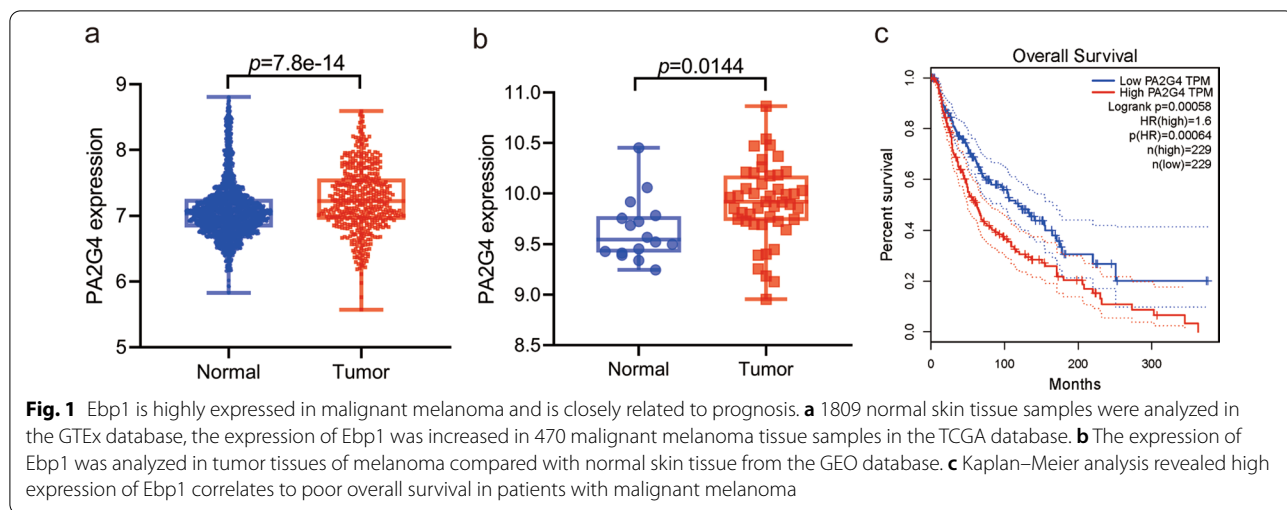 a
p=7.8e-14
PA2G4 expression
9
8
7
6
5
Normal
Tumor
b
p=0.0144
PA2G4 expression
11.0
10.5
10.0
9.5
9.0
8.5
Normal
Tumor
c
Overall Survival
Low PA2G4 TPM
High PA2G4 TPM
Logrank p=0.00058
HR(high)=1.6
p(HR)=0.00064
n(high)=229
n(low)=229
Percent survival
1.0
0.8
0.6
0.4
0.2
0.0
0
100
200
300
Months
Fig. 1 Ebp1 is highly expressed in malignant melanoma and is closely related to prognosis. a 1809 normal skin tissue samples were analyzed in
the GTEx database, the expression of Ebp1 was increased in 470 malignant melanoma tissue samples in the TCGA database. b The expression of
Ebp1 was analyzed in tumor tissues of melanoma compared with normal skin tissue from the GEO database. c Kaplan–Meier analysis revealed high
expression of Ebp1 correlates to poor overall survival in patients with malignant melanoma